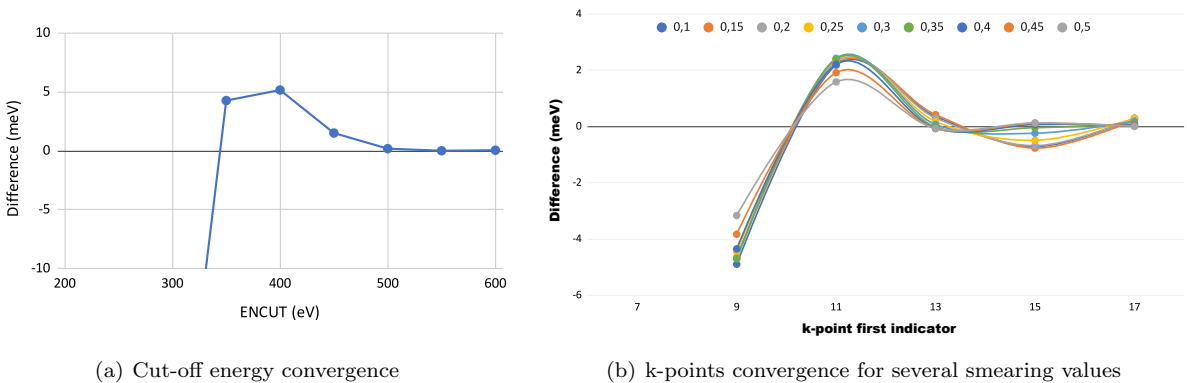 10
5
0
-5
-10
200 300 400 500 600
Difference (meV)
ENCUT (eV)
(a) Cut-off energy convergence
4
2
0
-2
-4
-6
0,1 0,15 0,2 0,25 0,3 0,35 0,4 0,45 0,5
7 9 11 13 15 17
Difference (meV)
k-point first indicator
(b) k-points convergence for several smearing values